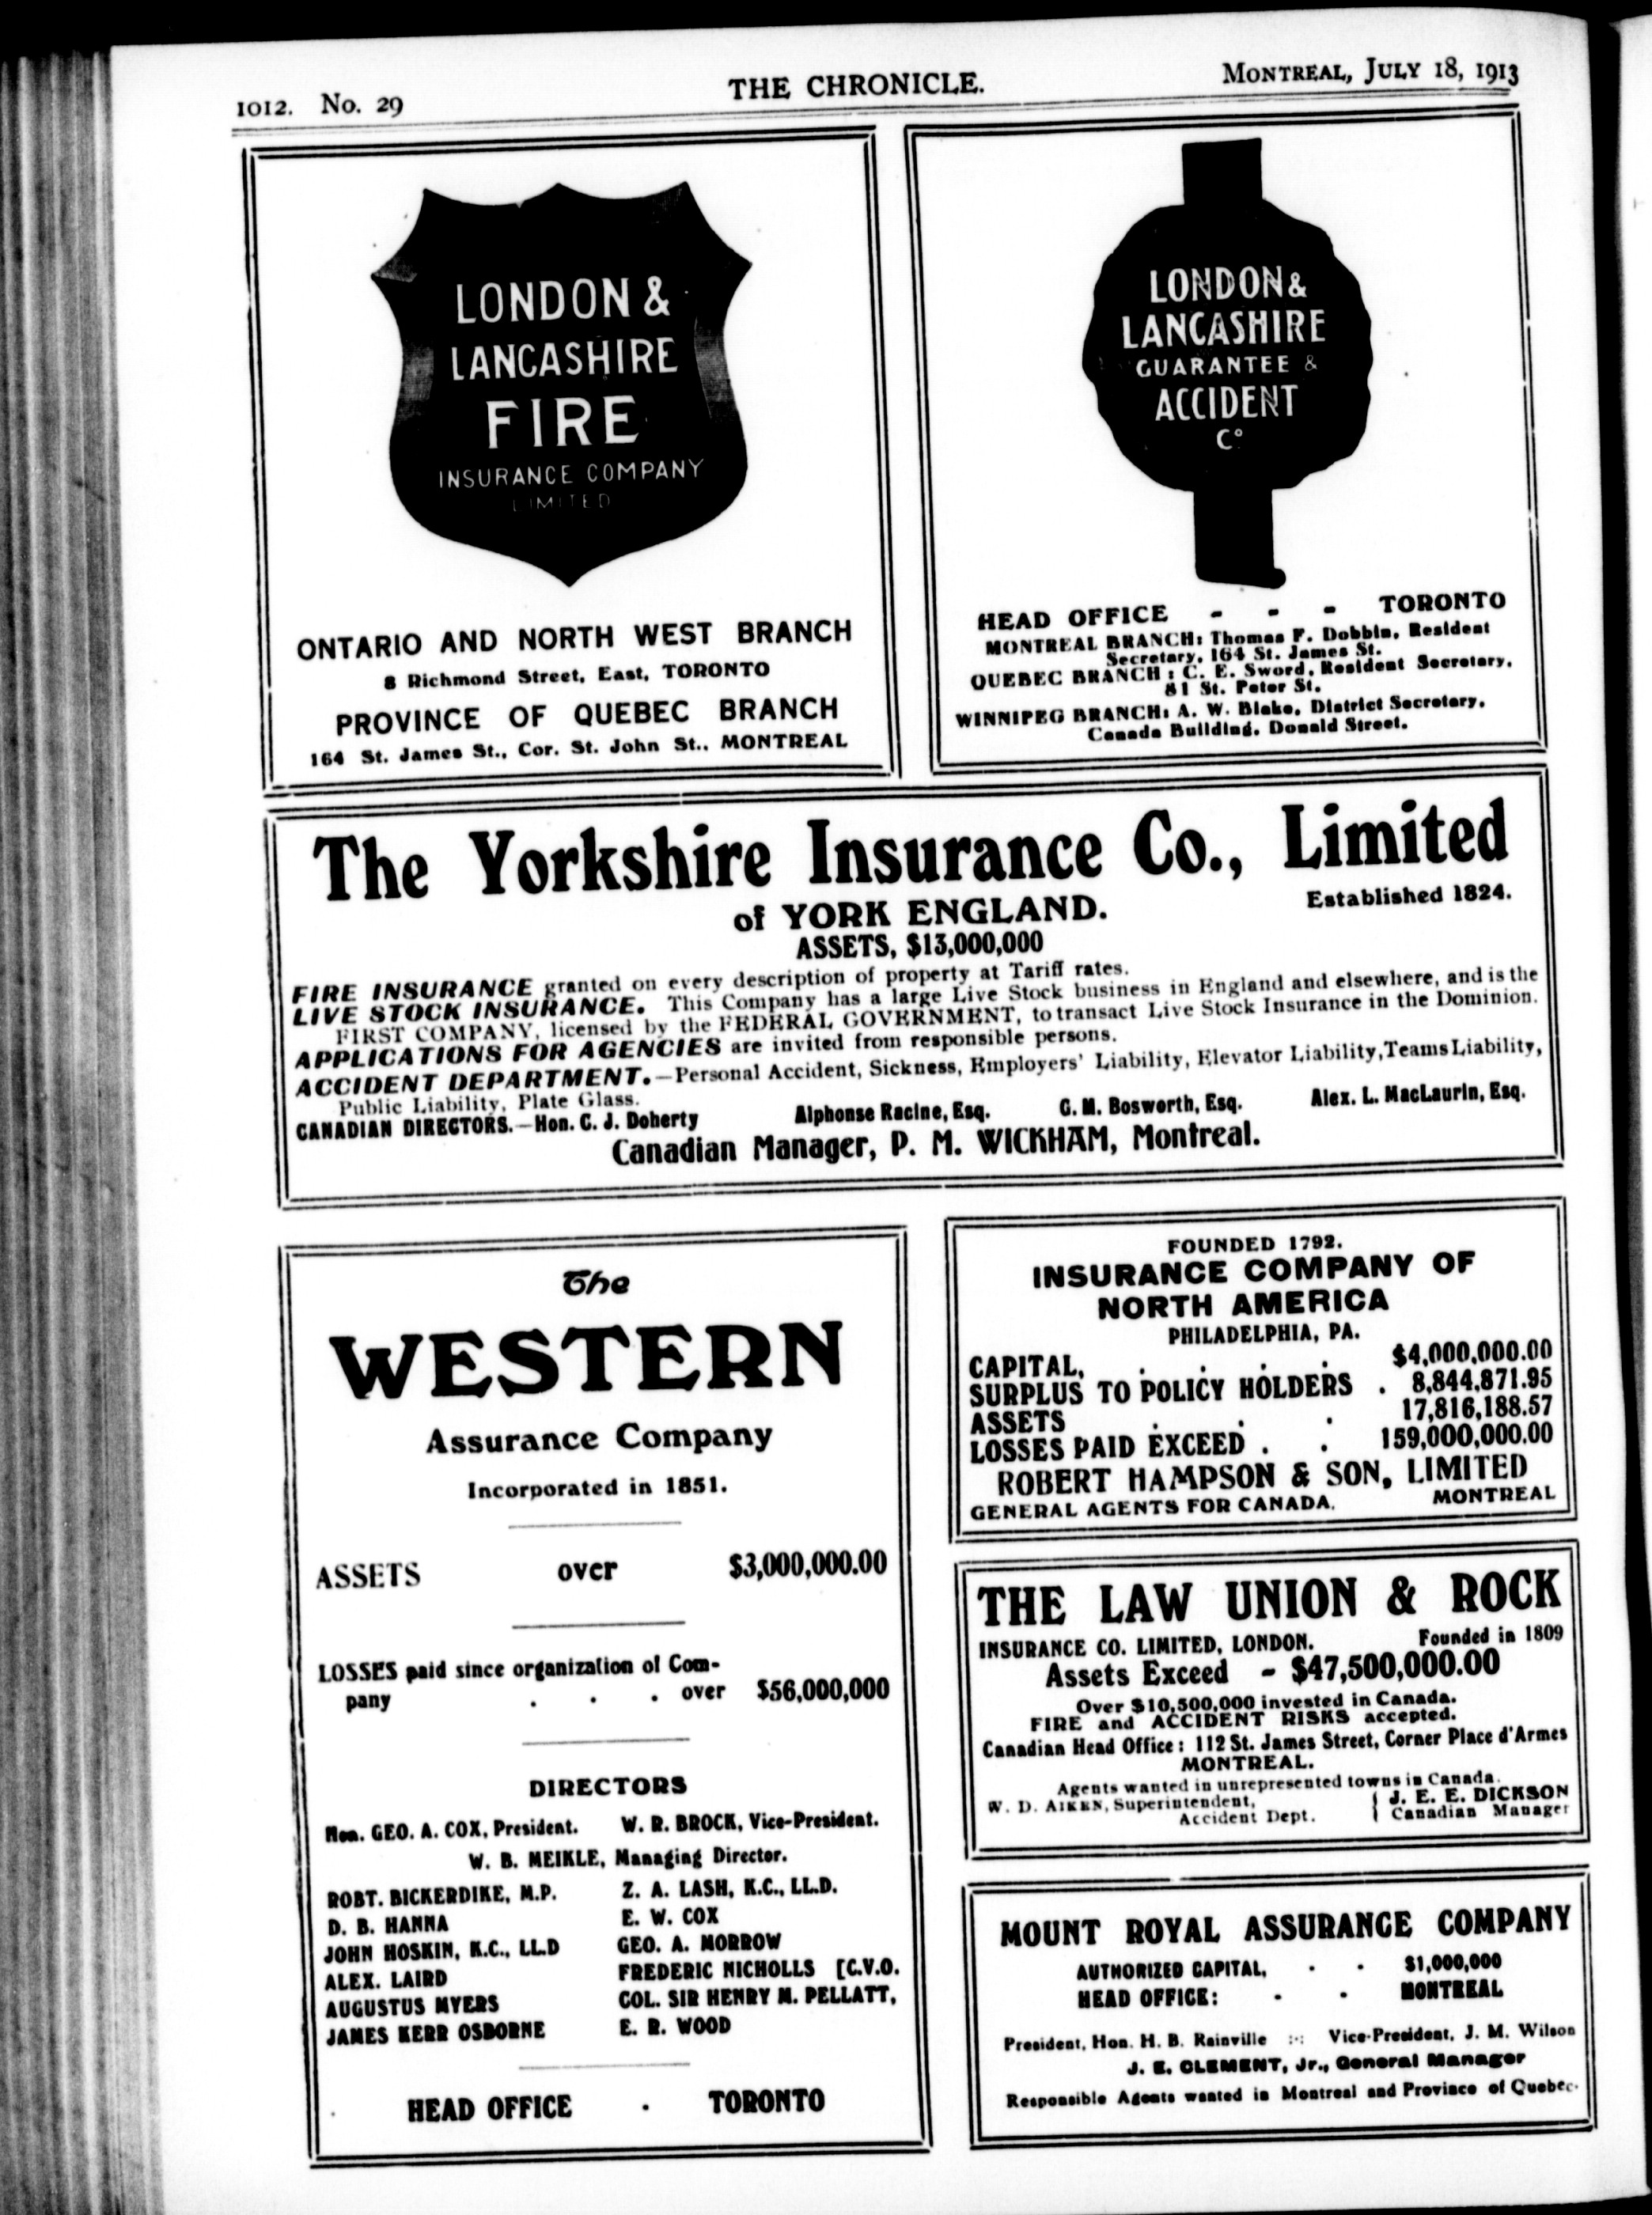 1012. No. 29
THE CHRONICLE.
MONTREAL, JULY 18, 1913
LONDON &
LANCASHIRE
FIRE
INSURANCE COMPANY
LIMITED
ONTARIO AND NORTH WEST BRANCH
8 Richmond Street, East, TORONTO
PROVINCE OF QUEBEC BRANCH
164 St. James St., Cor. St. John St., MONTREAL
LONDON &
LANCASHIRE
GUARANTEE &
ACCIDENT
Cº
HEAD OFFICE - - - TORONTO
MONTREAL BRANCH: Thomas F. Dobbin, Resident
Secretary, 164 St. James St.
QUEBEC BRANCH: C. E. Sword, Resident Secretary,
81 St. Peter St.
WINNIPEG BRANCH: A. W. Blake, District Secretary,
Canada Building, Donald Street.
The Yorkshire Insurance Co., Limited
of YORK ENGLAND.
Established 1824.
ASSETS, $13,000,000
FIRE INSURANCE granted on every description of property at Tariff rates.
LIVE STOCK INSURANCE. This Company has a large Live Stock business in England and elsewhere, and is the
FIRST COMPANY, licensed by the FEDERAL GOVERNMENT, to transact Live Stock Insurance in the Dominion.
APPLICATIONS FOR AGENCIES are invited from responsible persons.
ACCIDENT DEPARTMENT.—Personal Accident, Sickness, Employers' Liability, Elevator Liability, Teams Liability,
Public Liability, Plate Glass.
CANADIAN DIRECTORS.—Hon. C. J. Doherty Alphonse Racine, Esq. G. M. Bosworth, Esq. Alex. L. MacLaurin, Esq.
Canadian Manager, P. M. WICKHAM, Montreal.
The
WESTERN
Assurance Company
Incorporated in 1851.
ASSETS over $3,000,000.00
LOSSES paid since organization of Com-
pany . . . over $56,000,000
DIRECTORS
Hon. GEO. A. COX, President. W. R. BROCK, Vice-President.
W. B. MEIKLE, Managing Director.
ROBT. BICKERDIKE, M.P. Z. A. LASH, K.C., LL.D.
D. B. HANNA E. W. COX
JOHN HOSKIN, K.C., LL.D GEO. A. MORROW
ALEX. LAIRD FREDERIC NICHOLLS [C.V.O.
AUGUSTUS MYERS COL. SIR HENRY M. PELLATT,
JAMES KERR OSBORNE E. R. WOOD
HEAD OFFICE . TORONTO
FOUNDED 1792.
INSURANCE COMPANY OF
NORTH AMERICA
PHILADELPHIA, PA.
CAPITAL, . . . . $4,000,000.00
SURPLUS TO POLICY HOLDERS . 8,844,871.95
ASSETS . . . 17,816,188.57
LOSSES PAID EXCEED . . 159,000,000.00
ROBERT HAMPSON & SON, LIMITED
GENERAL AGENTS FOR CANADA. MONTREAL
THE LAW UNION & ROCK
INSURANCE CO. LIMITED, LONDON. Founded in 1809
Assets Exceed - $47,500,000.00
Over $10,500,000 invested in Canada.
FIRE and ACCIDENT RISKS accepted.
Canadian Head Office: 112 St. James Street, Corner Place d'Armes
MONTREAL.
Agents wanted in unrepresented towns in Canada.
W. D. AIKEN, Superintendent, { J. E. E. DICKSON
Accident Dept. Canadian Manager
MOUNT ROYAL ASSURANCE COMPANY
AUTHORIZED CAPITAL, - - $1,000,000
HEAD OFFICE: - - MONTREAL
President, Hon. H. B. Rainville :-: Vice-President, J. M. Wilson
J. E. CLEMENT, Jr., General Manager
Responsible Agents wanted in Montreal and Province of Quebec.